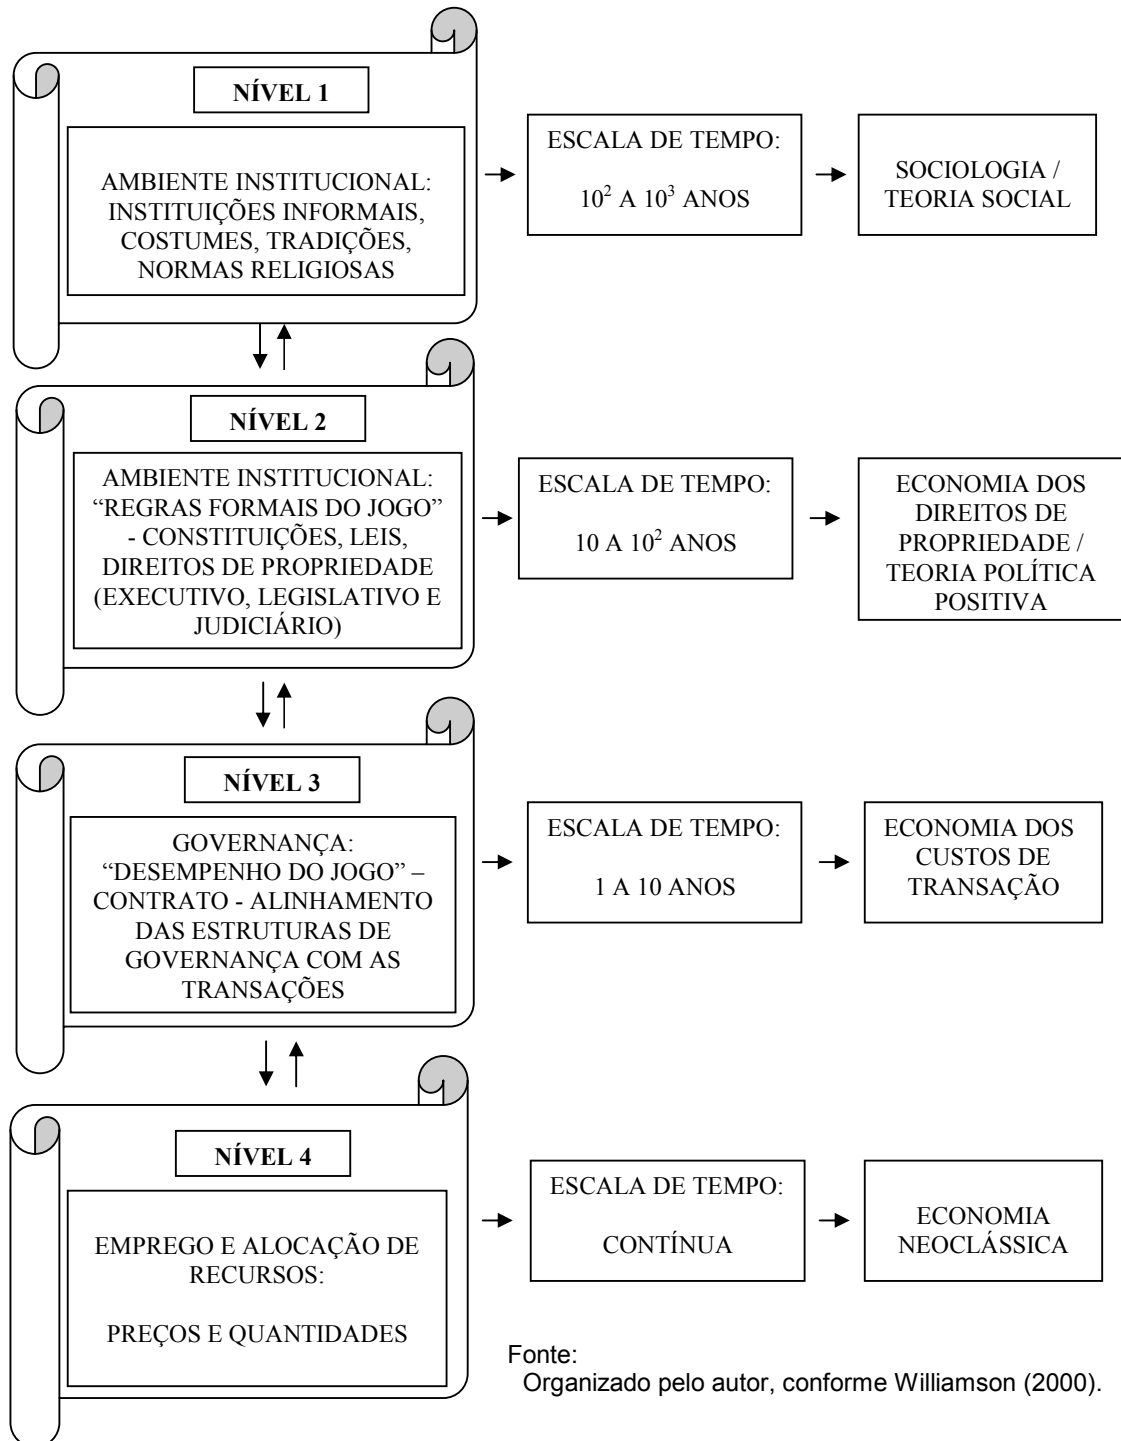 NÍVEL 1
AMBIENTE INSTITUCIONAL:
INSTITUIÇÕES INFORMAIS,
COSTUMES, TRADIÇÕES,
NORMAS RELIGIOSAS
ESCALA DE TEMPO:
10² A 10³ ANOS
SOCIOLOGIA /
TEORIA SOCIAL
NÍVEL 2
AMBIENTE INSTITUCIONAL:
“REGRAS FORMAIS DO JOGO”
- CONSTITUIÇÕES, LEIS,
DIREITOS DE PROPRIEDADE
(EXECUTIVO, LEGISLATIVO E
JUDICIÁRIO)
ESCALA DE TEMPO:
10 A 10² ANOS
ECONOMIA DOS
DIREITOS DE
PROPRIEDADE /
TEORIA POLÍTICA
POSITIVA
NÍVEL 3
GOVERNANÇA:
“DESEMPENHO DO JOGO” –
CONTRATO - ALINHAMENTO
DAS ESTRUTURAS DE
GOVERNANÇA COM AS
TRANSAÇÕES
ESCALA DE TEMPO:
1 A 10 ANOS
ECONOMIA DOS
CUSTOS DE
TRANSAÇÃO
NÍVEL 4
EMPREGO E ALOCAÇÃO DE
RECURSOS:
PREÇOS E QUANTIDADES
ESCALA DE TEMPO:
CONTÍNUA
ECONOMIA
NEOCLÁSSICA
Fonte:
Organizado pelo autor, conforme Williamson (2000).